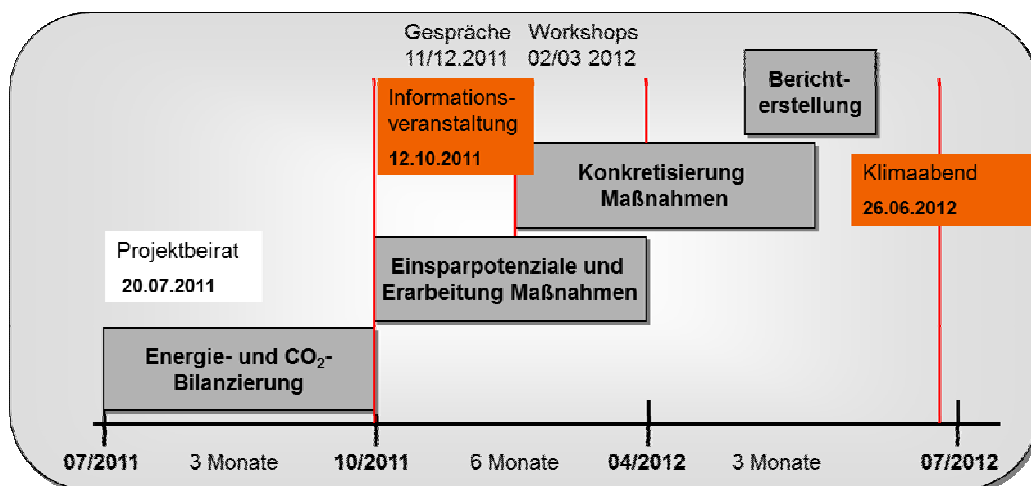 Gespräche Workshops
11/12.2011 02/03 2012
Bericht-
erstellung
Informations-
veranstaltung
12.10.2011
Konkretisierung
Maßnahmen
Klimaabend
26.06.2012
Projektbeirat
20.07.2011
Einsparpotenziale und
Erarbeitung Maßnahmen
Energie- und CO₂-
Bilanzierung
07/2011 3 Monate 10/2011 6 Monate 04/2012 3 Monate 07/2012